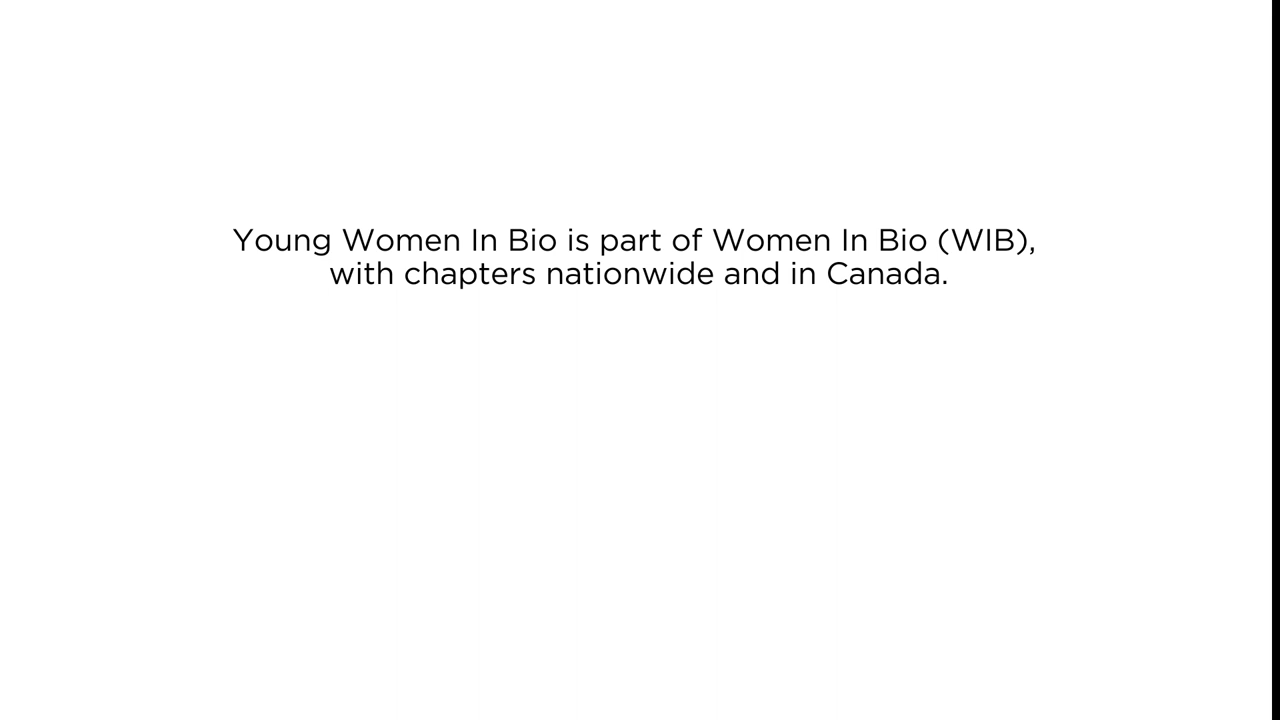 Young Women In Bio is part of Women In Bio (WIB),
with chapters nationwide and in Canada.